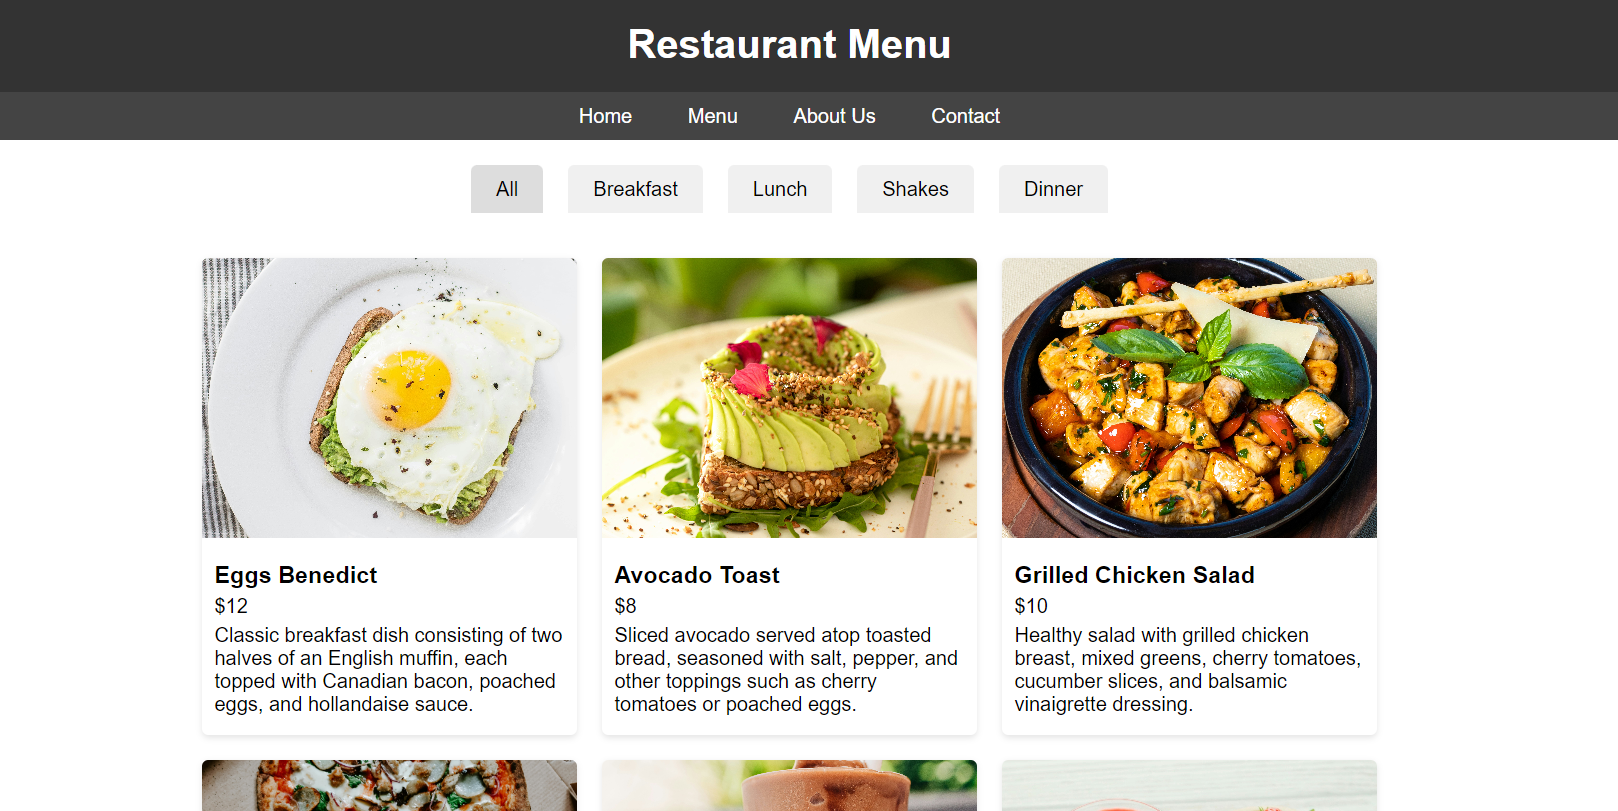 Restaurant Menu
Home Menu About Us Contact
All Breakfast Lunch Shakes Dinner
Eggs Benedict
$12
Classic breakfast dish consisting of two
halves of an English muffin, each
topped with Canadian bacon, poached
eggs, and hollandaise sauce.
Avocado Toast
$8
Sliced avocado served atop toasted
bread, seasoned with salt, pepper, and
other toppings such as cherry
tomatoes or poached eggs.
Grilled Chicken Salad
$10
Healthy salad with grilled chicken
breast, mixed greens, cherry tomatoes,
cucumber slices, and balsamic
vinaigrette dressing.